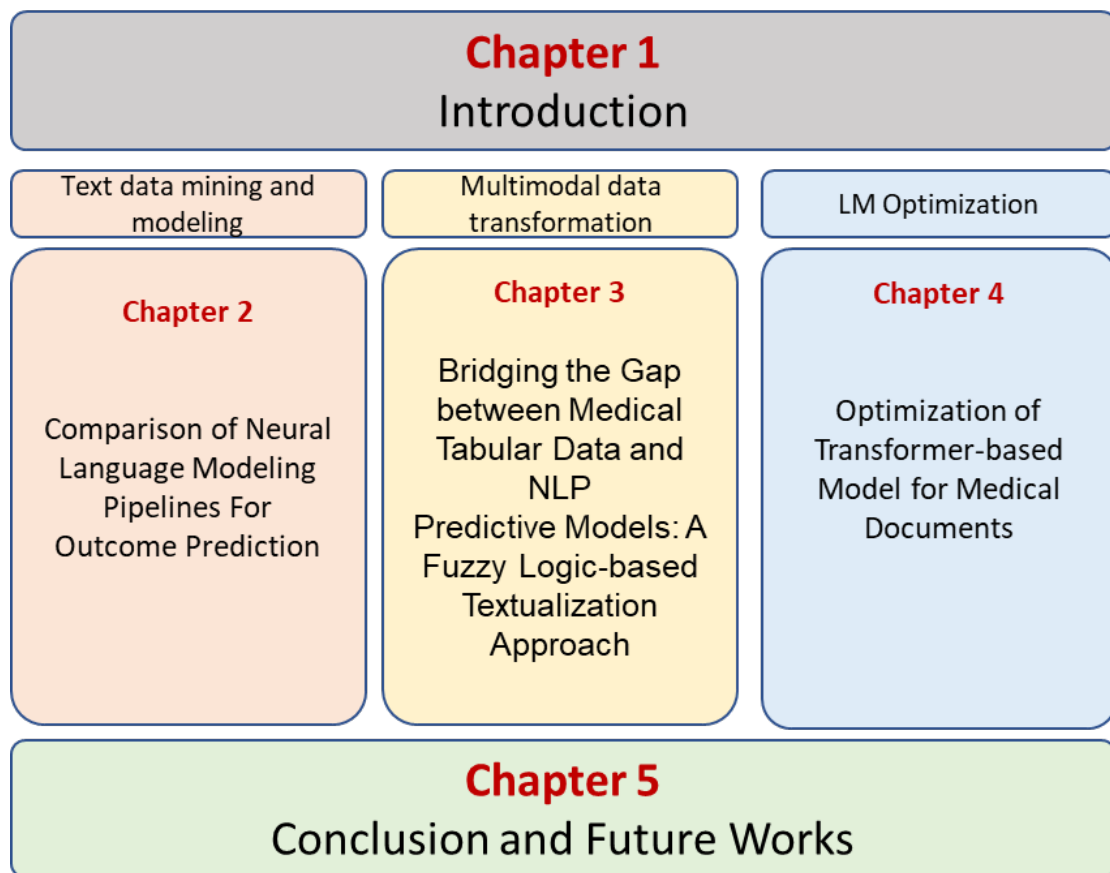 Chapter 1
Introduction
Text data mining and
modeling
Multimodal data
transformation
LM Optimization
Chapter 2
Comparison of Neural
Language Modeling
Pipelines For
Outcome Prediction
Chapter 3
Bridging the Gap
between Medical
Tabular Data and
NLP
Predictive Models: A
Fuzzy Logic-based
Textualization
Approach
Chapter 4
Optimization of
Transformer-based
Model for Medical
Documents
Chapter 5
Conclusion and Future Works